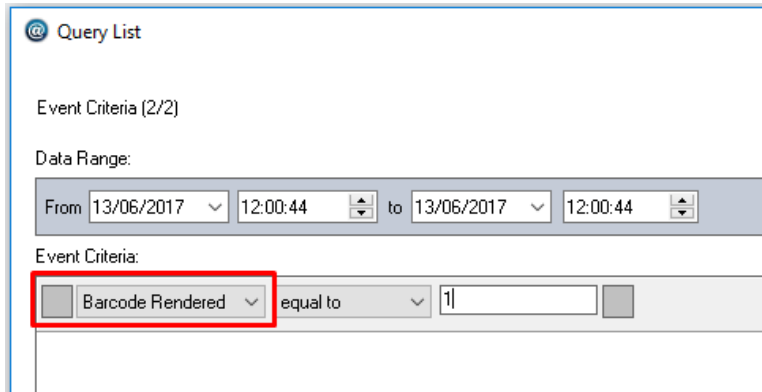 Query List
Event Criteria (2/2)
Data Range:
From 13/06/2017 12:00:44 to 13/06/2017 12:00:44
Event Criteria:
Barcode Rendered equal to 1